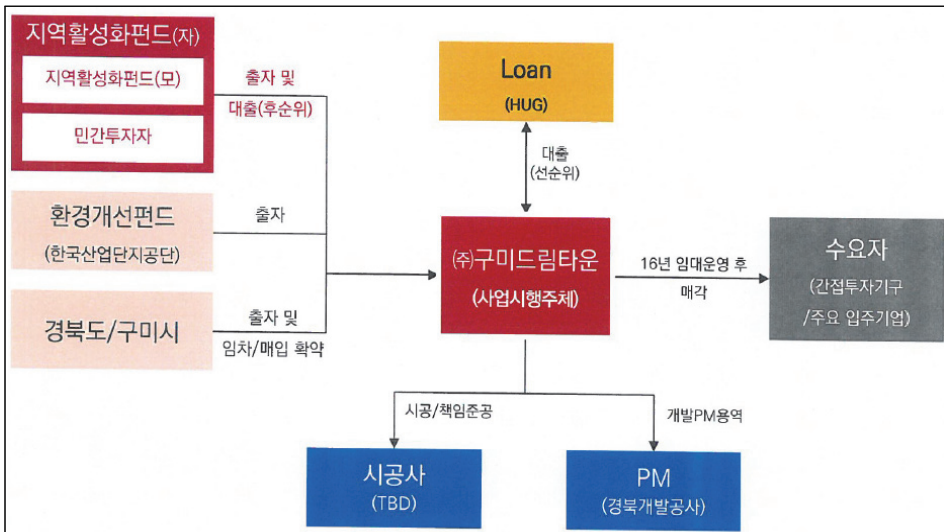 지역활성화펀드(자)
지역활성화펀드(모)
민간투자자
출자 및
대출(후순위)
환경개선펀드
(한국산업단지공단)
출자
경북도/구미시
출자 및
임차/매입 확약
Loan
(HUG)
대출
(선순위)
㈜구미드림타운
(사업시행주체)
16년 임대운영 후
매각
수요자
(간접투자기구
/주요 입주기업)
시공/책임준공
개발PM용역
시공사
(TBD)
PM
(경북개발공사)